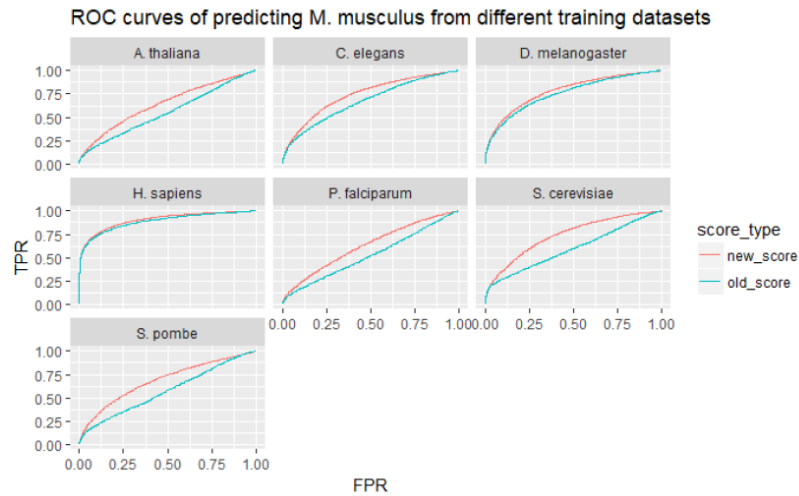 ROC curves of predicting M. musculus from different training datasets
A. thaliana
C. elegans
D. melanogaster
1.00
0.75
0.50
0.25
0.00
H. sapiens
P. falciparum
S. cerevisiae
1.00
0.75
0.50
0.25
0.00
0.00 0.25 0.50 0.75 1.00
0.00 0.25 0.50 0.75 1.00
S. pombe
1.00
0.75
0.50
0.25
0.00
0.00 0.25 0.50 0.75 1.00
TPR
FPR
score_type
new_score
old_score